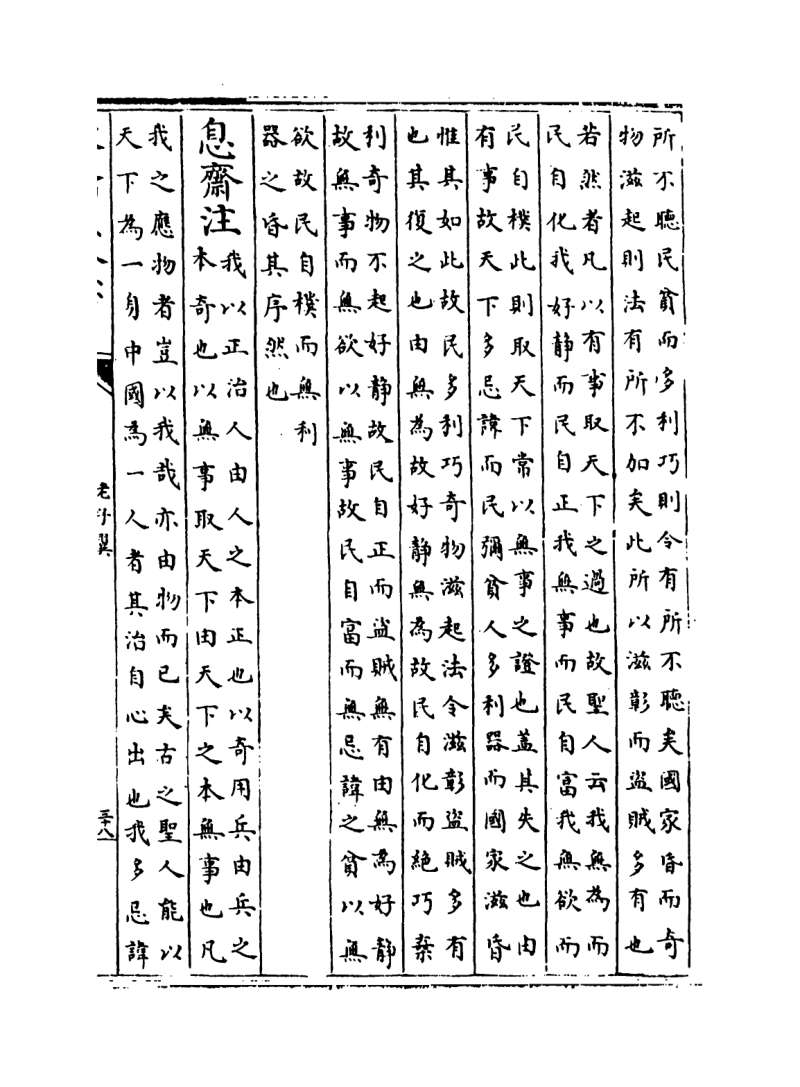 所不聽民貧而多利巧則令有所不聽矣國家昏而奇
物滋起則法有所不加矣此所以滋彰而盜賊多有也
若然者凡以有事取天下之過也故聖人云我無為而
民自化我好静而民自正我無事而民自富我無欲而
民自樸此則取天下常以無事之證也蓋其失之也由
有事故天下多忌諱而民彌貧人多利器而國家滋昏
惟其如此故民多利巧奇物滋起法令滋彰盜賊多有
也其復之也由無為故好静無為故民自化而絶巧棄
利奇物不起好静故民自正而盜賊無有由無為好静
故無事而無欲以無事故民自富而無忌諱之貧以無
欲故民自樸而無利
器之昏其序然也
息齋注
我以正治人由人之本正也以奇用兵由兵之
本奇也以無事取天下由天下之本無事也凡
我之應物者豈以我哉亦由物而已矣古之聖人能以
天下為一身中國為一人者其治自心出也我多忌諱
老子翼
三十八